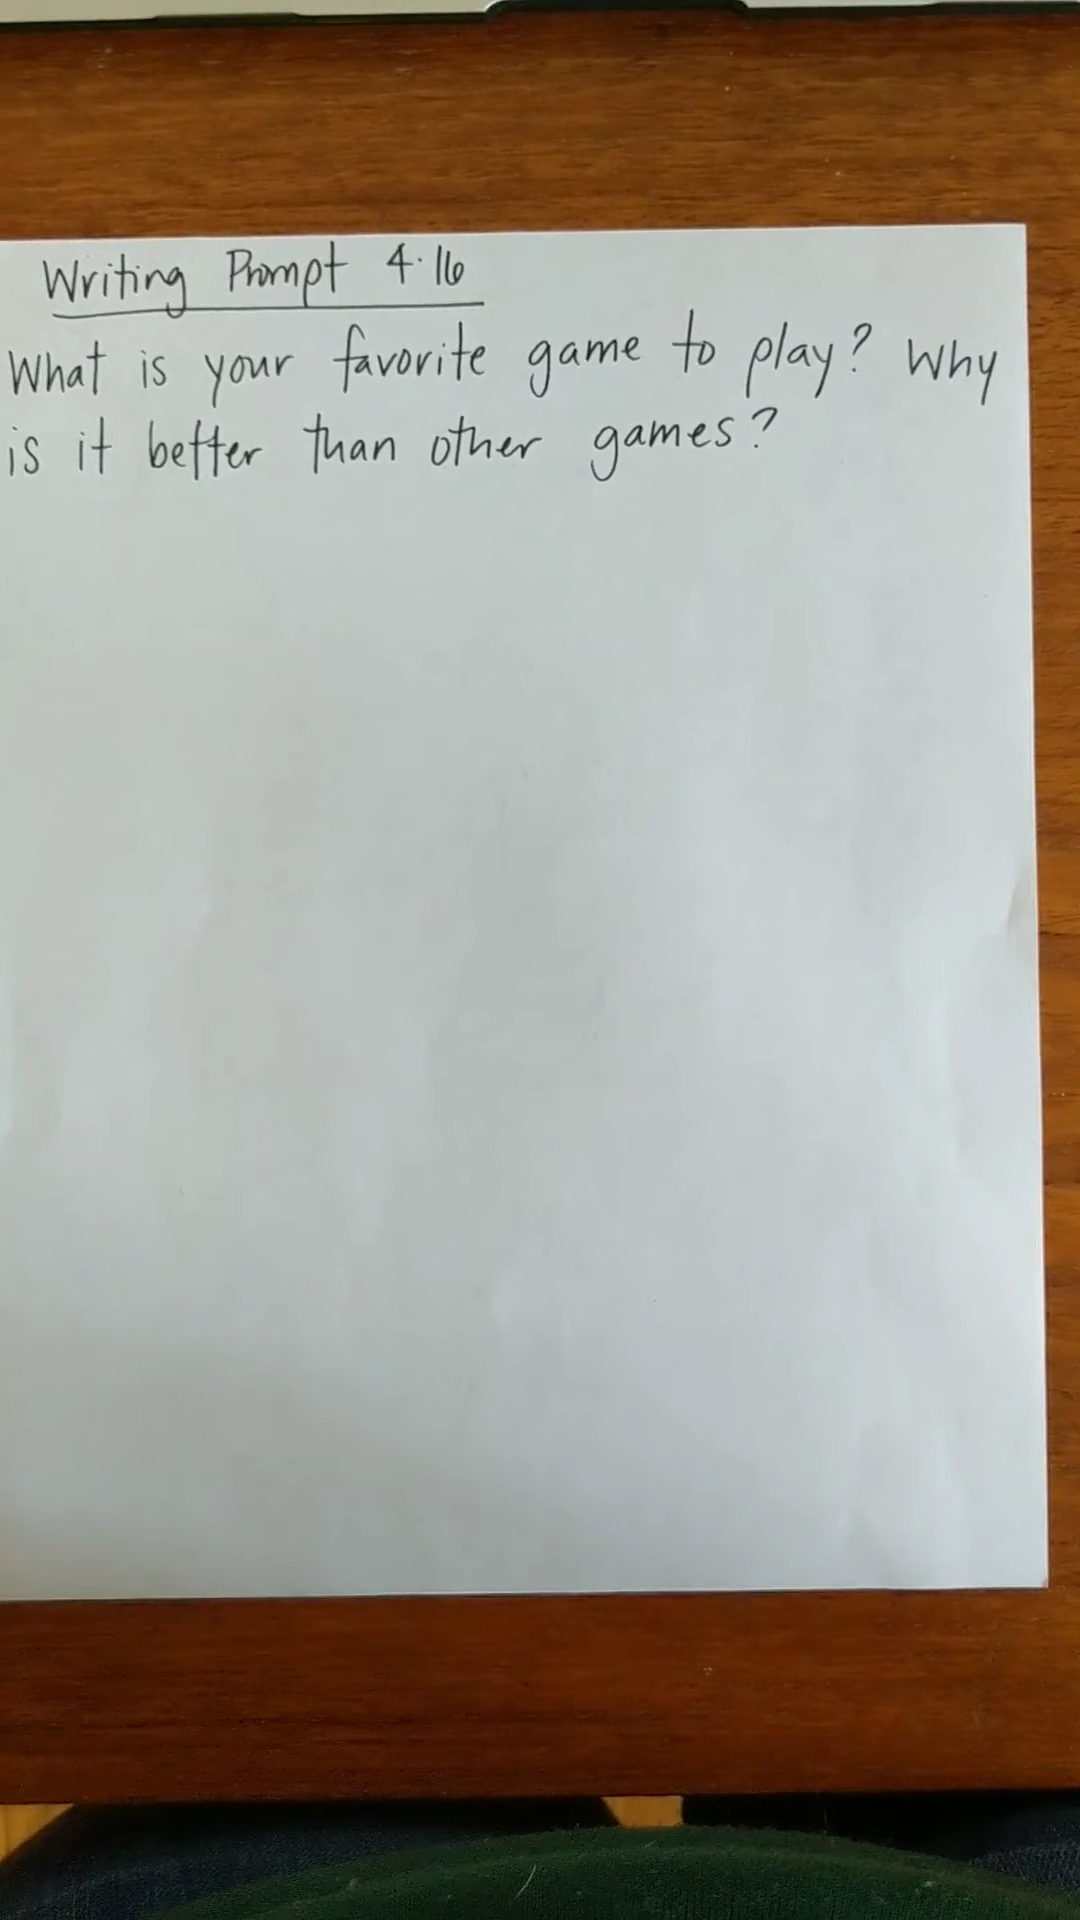 Writing Prompt 4.16
What is your favorite game to play? Why
is it better than other games?